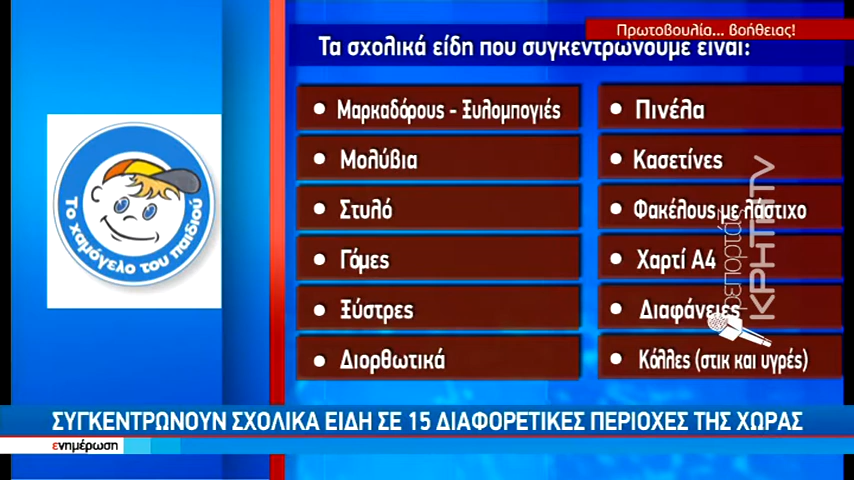 Πρωτοβουλία... βοήθειας!
Τα σχολικά είδη που συγκεντρώνουμε είναι:
Το χαμόγελο του παιδιού
• Μαρκαδόρους - Ξυλομπογιές
• Μολύβια
• Στυλό
• Γόμες
• Ξύστρες
• Διορθωτικά
• Πινέλα
• Κασετίνες
• Φακέλους με λάστιχο
• Χαρτί Α4
• Διαφάνειες
• Κόλλες (στικ και υγρές)
ρεπορτάζ
ΚΡΗΤΗ TV
ΣΥΓΚΕΝΤΡΩΝΟΥΝ ΣΧΟΛΙΚΑ ΕΙΔΗ ΣΕ 15 ΔΙΑΦΟΡΕΤΙΚΕΣ ΠΕΡΙΟΧΕΣ ΤΗΣ ΧΩΡΑΣ
ενημέρωση